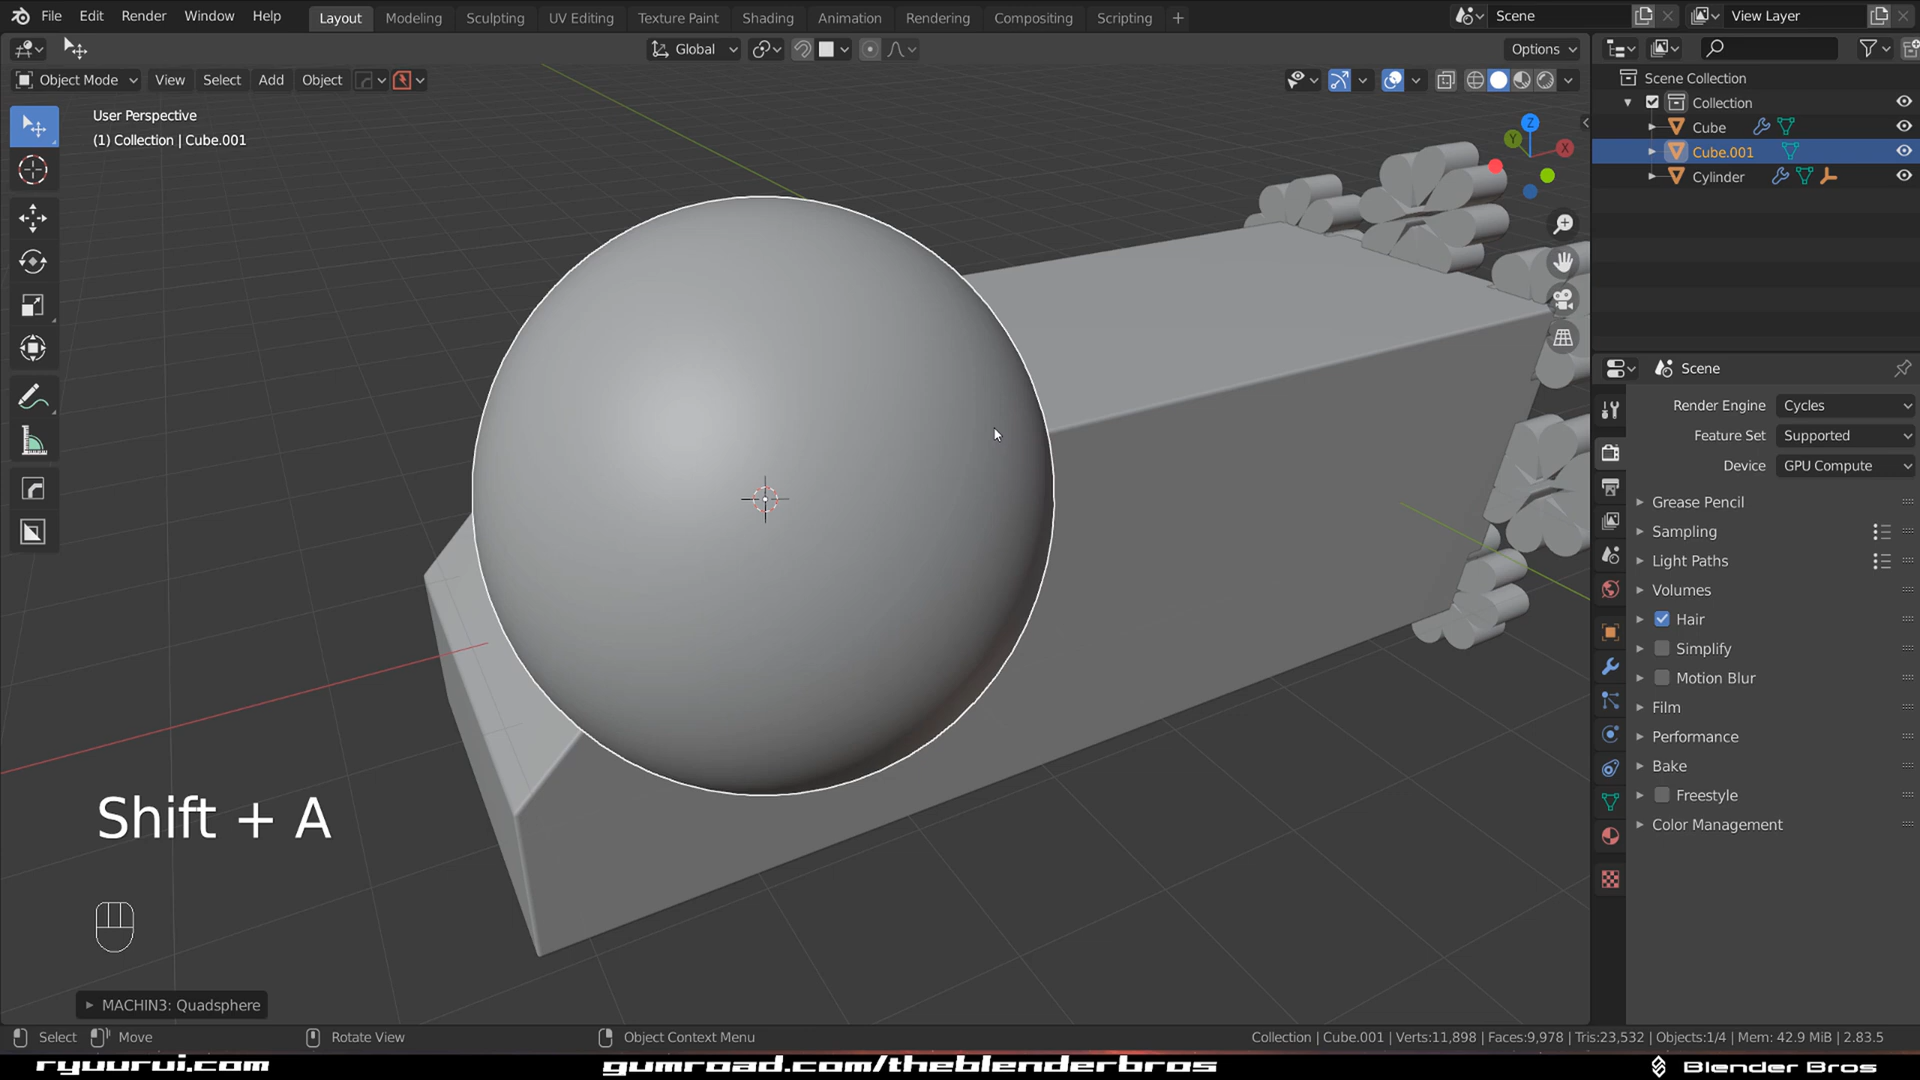 File Edit Render Window Help Layout Modeling Sculpting UV Editing Texture Paint Shading Animation Rendering Compositing Scripting + Scene View Layer
Global Options
Object Mode View Select Add Object
User Perspective
(1) Collection | Cube.001
Z
Y
X
Scene Collection
Collection
Cube
Cube.001
Cylinder
Scene
Render Engine Cycles
Feature Set Supported
Device GPU Compute
Grease Pencil
Sampling
Light Paths
Volumes
Hair
Simplify
Motion Blur
Film
Performance
Bake
Freestyle
Color Management
Shift + A
MACHIN3: Quadsphere
Select Move Rotate View Object Context Menu Collection | Cube.001 | Verts:11,898 | Faces:9,978 | Tris:23,532 | Objects:1/4 | Mem: 42.9 MiB | 2.83.5
ryuurui.com gumroad.com/theblenderbros Blender Bros